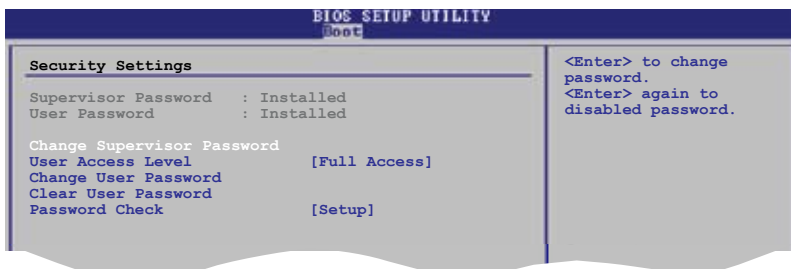 BIOS SETUP UTILITY
Boot
Security Settings
Supervisor Password : Installed
User Password : Installed
Change Supervisor Password
User Access Level [Full Access]
Change User Password
Clear User Password
Password Check [Setup]
<Enter> to change
password.
<Enter> again to
disabled password.